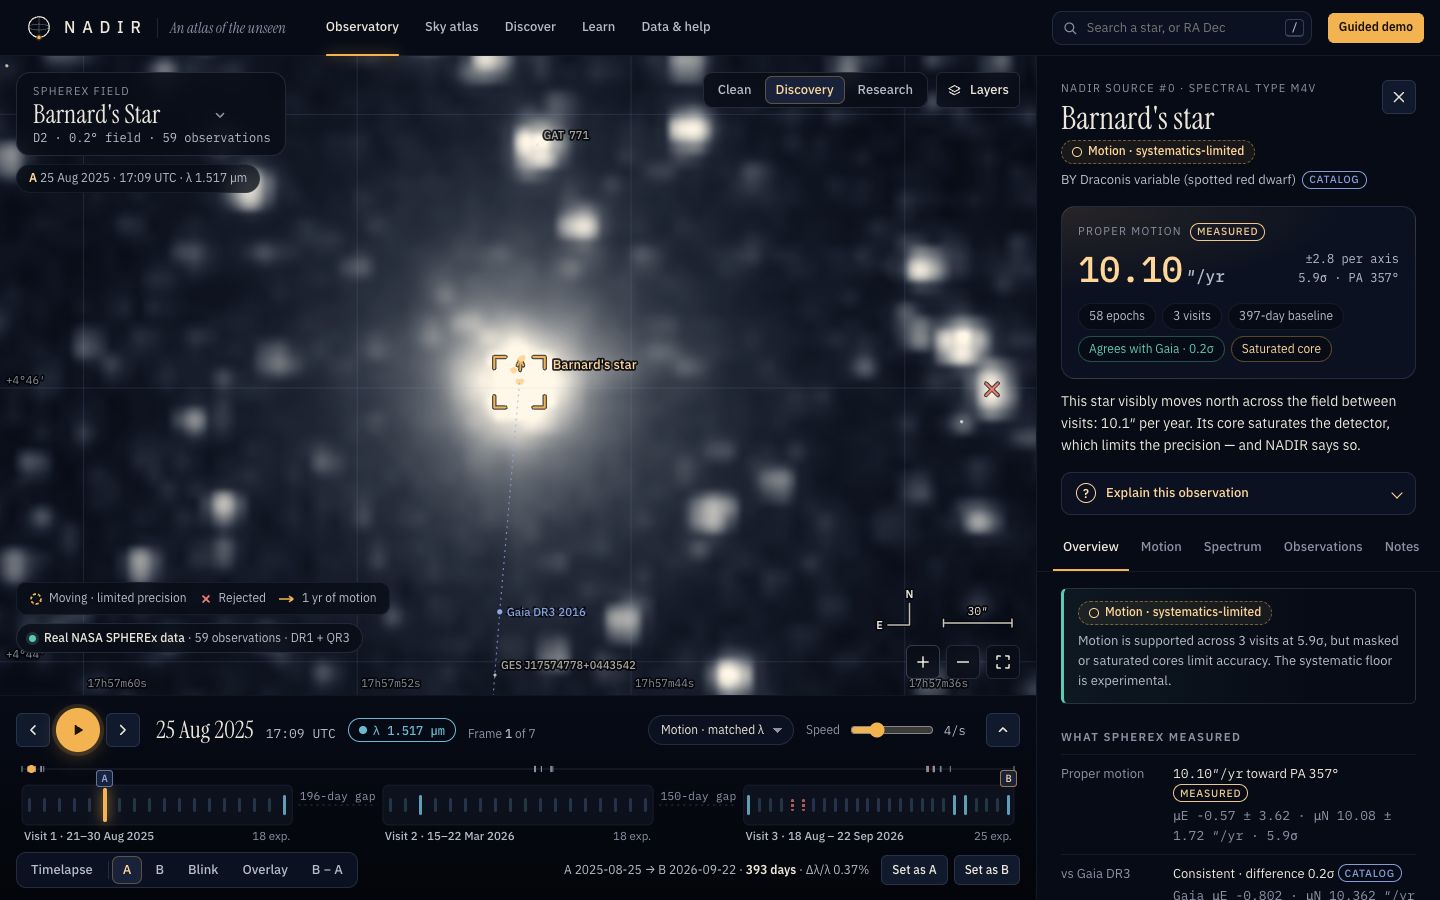 NADIR
An atlas of the unseen
Observatory
Sky atlas
Discover
Learn
Data & help
Search a star, or RA Dec
/
Guided demo
SPHEREX FIELD
Barnard's Star
D2 · 0.2° field · 59 observations
A 25 Aug 2025 · 17:09 UTC · λ 1.517 µm
Clean
Discovery
Research
Layers
GAT 771
Barnard's star
+4°46'
Gaia DR3 2016
GES J17574778+0443542
Moving · limited precision
Rejected
1 yr of motion
Real NASA SPHEREx data · 59 observations · DR1 + QR3
+4°44'
17h57m60s
17h57m52s
17h57m44s
17h57m36s
N
E
30"
NADIR SOURCE #0 · SPECTRAL TYPE M4V
Barnard's star
Motion · systematics-limited
BY Draconis variable (spotted red dwarf) CATALOG
PROPER MOTION MEASURED
10.10 "/yr
±2.8 per axis
5.9σ · PA 357°
58 epochs
3 visits
397-day baseline
Agrees with Gaia · 0.2σ
Saturated core
This star visibly moves north across the field between
visits: 10.1" per year. Its core saturates the detector,
which limits the precision — and NADIR says so.
? Explain this observation
Overview
Motion
Spectrum
Observations
Notes
Motion · systematics-limited
Motion is supported across 3 visits at 5.9σ, but masked
or saturated cores limit accuracy. The systematic floor
is experimental.
WHAT SPHEREX MEASURED
Proper motion
10.10"/yr toward PA 357°
MEASURED
µE -0.57 ± 3.62 · µN 10.08 ±
1.72 "/yr · 5.9σ
vs Gaia DR3
Consistent · difference 0.2σ CATALOG
Gaia µE -0.802 · µN 10.362 "/yr
25 Aug 2025
17:09 UTC
λ 1.517 µm
Frame 1 of 7
Motion · matched λ
Speed
4/s
A
B
196-day gap
150-day gap
Visit 1 · 21–30 Aug 2025
18 exp.
Visit 2 · 15–22 Mar 2026
18 exp.
Visit 3 · 18 Aug – 22 Sep 2026
25 exp.
Timelapse
A
B
Blink
Overlay
B − A
A 2025-08-25 → B 2026-09-22 · 393 days · Δλ/λ 0.37%
Set as A
Set as B